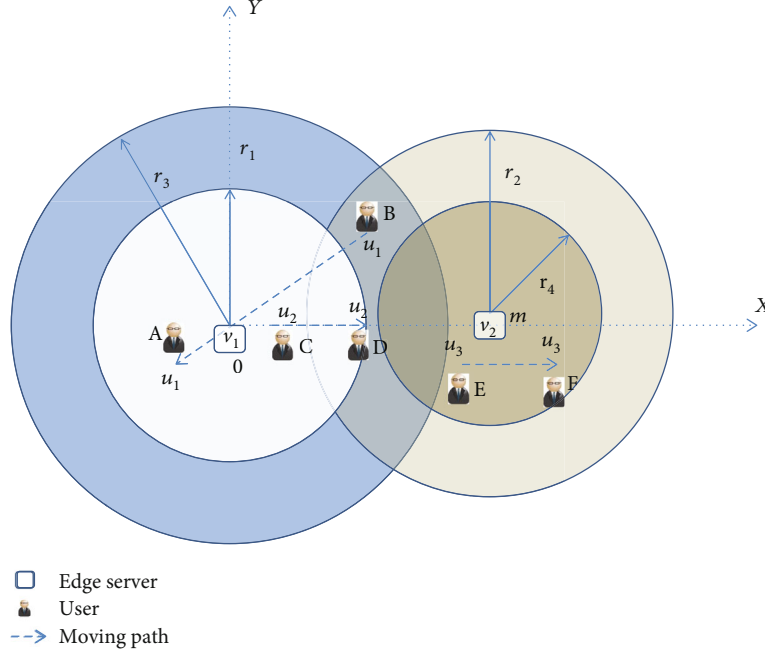 Y
r1
r3
r2
B
u1
r4
X
u2
u2
v2 m
A
v1
C
D
u3
u3
0
u1
E
F
Edge server
User
Moving path